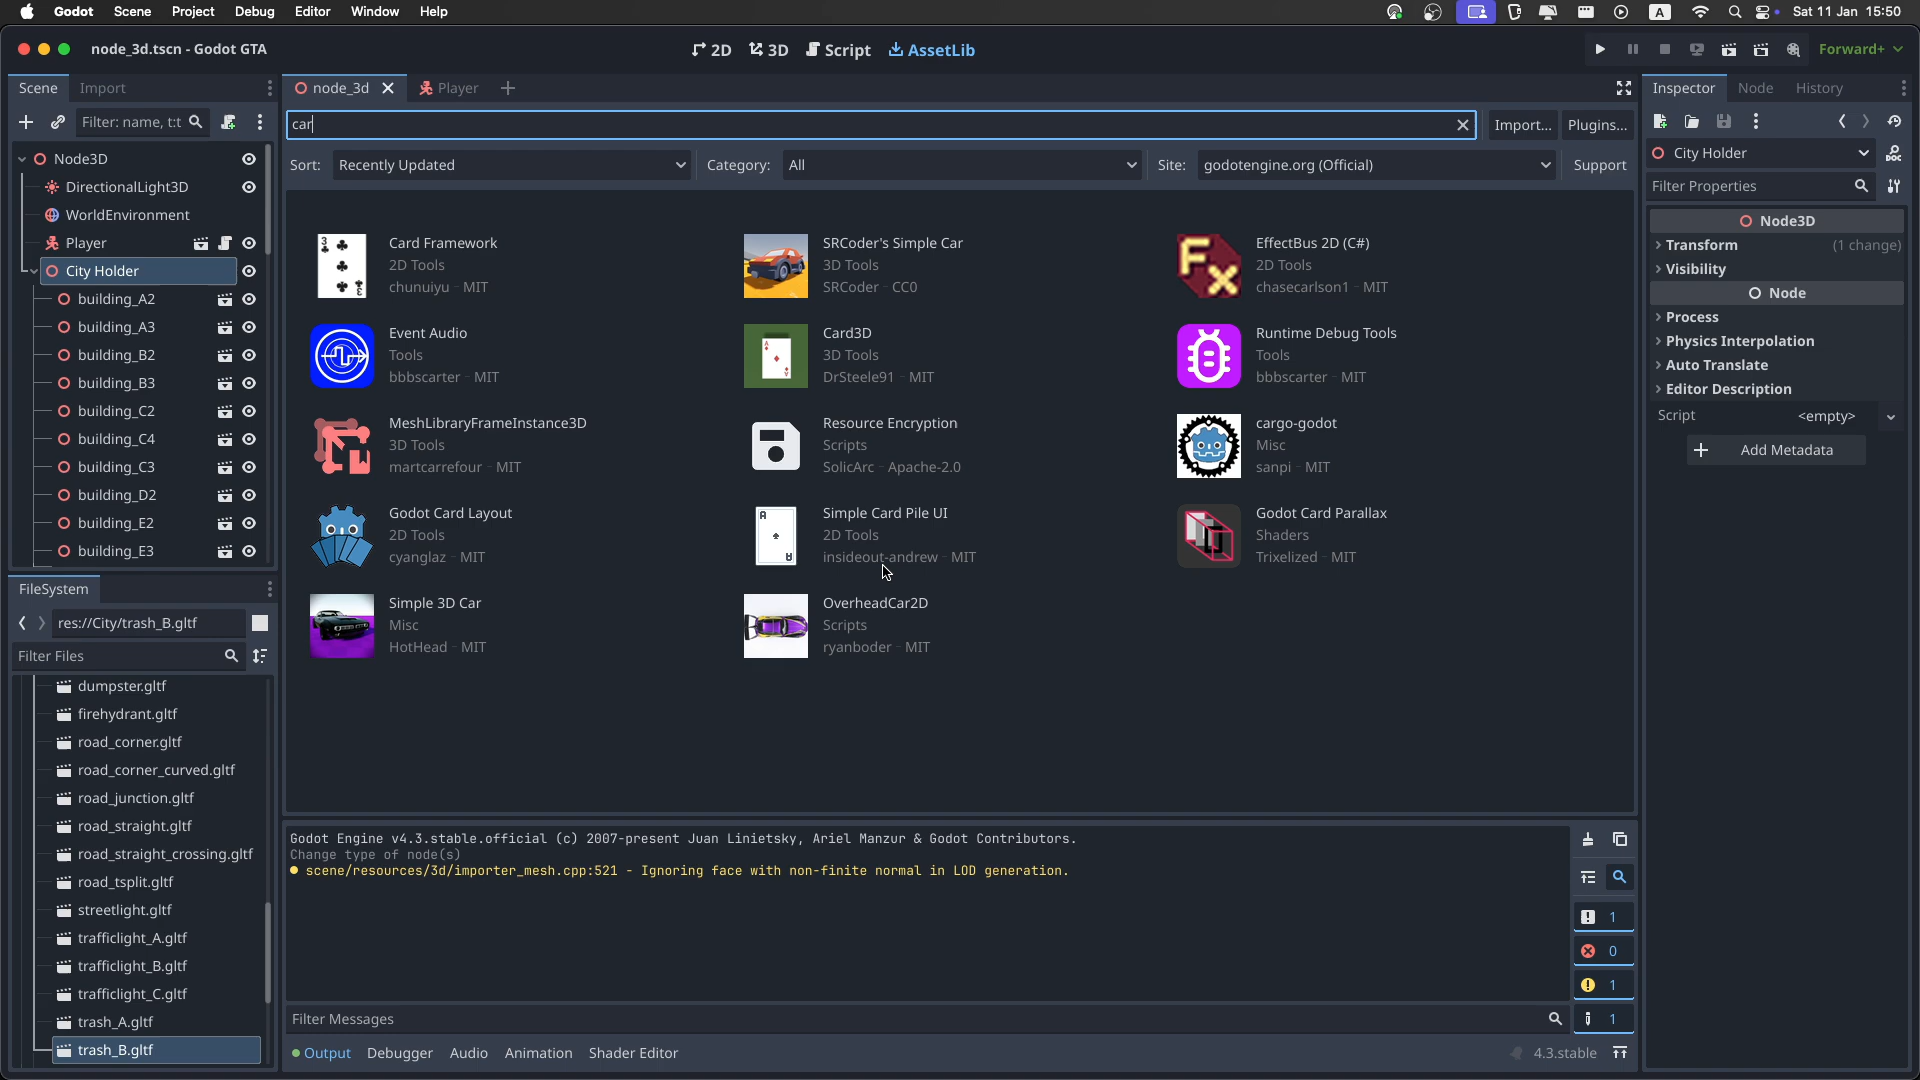 Godot Scene Project Debug Editor Window Help
A Sat 11 Jan 15:50
node_3d.tscn - Godot GTA
2D 3D Script AssetLib
Forward+
Scene Import
node_3d Player
Inspector Node History
Filter: name, t:t
car
Import... Plugins...
Sort: Recently Updated Category: All Site: godotengine.org (Official) Support
City Holder
Filter Properties
Node3D
DirectionalLight3D
WorldEnvironment
Player
City Holder
building_A2
building_A3
building_B2
building_B3
building_C2
building_C4
building_C3
building_D2
building_E2
building_E3
Card Framework
2D Tools
chunuiyu - MIT
SRCoder's Simple Car
3D Tools
SRCoder - CC0
EffectBus 2D (C#)
2D Tools
chasecarlson1 - MIT
Event Audio
Tools
bbbscarter - MIT
Card3D
3D Tools
DrSteele91 - MIT
Runtime Debug Tools
Tools
bbbscarter - MIT
MeshLibraryFrameInstance3D
3D Tools
martcarrefour - MIT
Resource Encryption
Scripts
SolicArc - Apache-2.0
cargo-godot
Misc
sanpi - MIT
Godot Card Layout
2D Tools
cyanglaz - MIT
Simple Card Pile UI
2D Tools
insideout-andrew - MIT
Godot Card Parallax
Shaders
Trixelized - MIT
Simple 3D Car
Misc
HotHead - MIT
OverheadCar2D
Scripts
ryanboder - MIT
Node3D
Transform (1 change)
Visibility
Node
Process
Physics Interpolation
Auto Translate
Editor Description
Script <empty>
Add Metadata
FileSystem
res://City/trash_B.gltf
Filter Files
dumpster.gltf
firehydrant.gltf
road_corner.gltf
road_corner_curved.gltf
road_junction.gltf
road_straight.gltf
road_straight_crossing.gltf
road_tsplit.gltf
streetlight.gltf
trafficlight_A.gltf
trafficlight_B.gltf
trafficlight_C.gltf
trash_A.gltf
trash_B.gltf
Godot Engine v4.3.stable.official (c) 2007-present Juan Linietsky, Ariel Manzur & Godot Contributors.
Change type of node(s)
scene/resources/3d/importer_mesh.cpp:521 - Ignoring face with non-finite normal in LOD generation.
1
0
1
1
Filter Messages
Output Debugger Audio Animation Shader Editor
4.3.stable